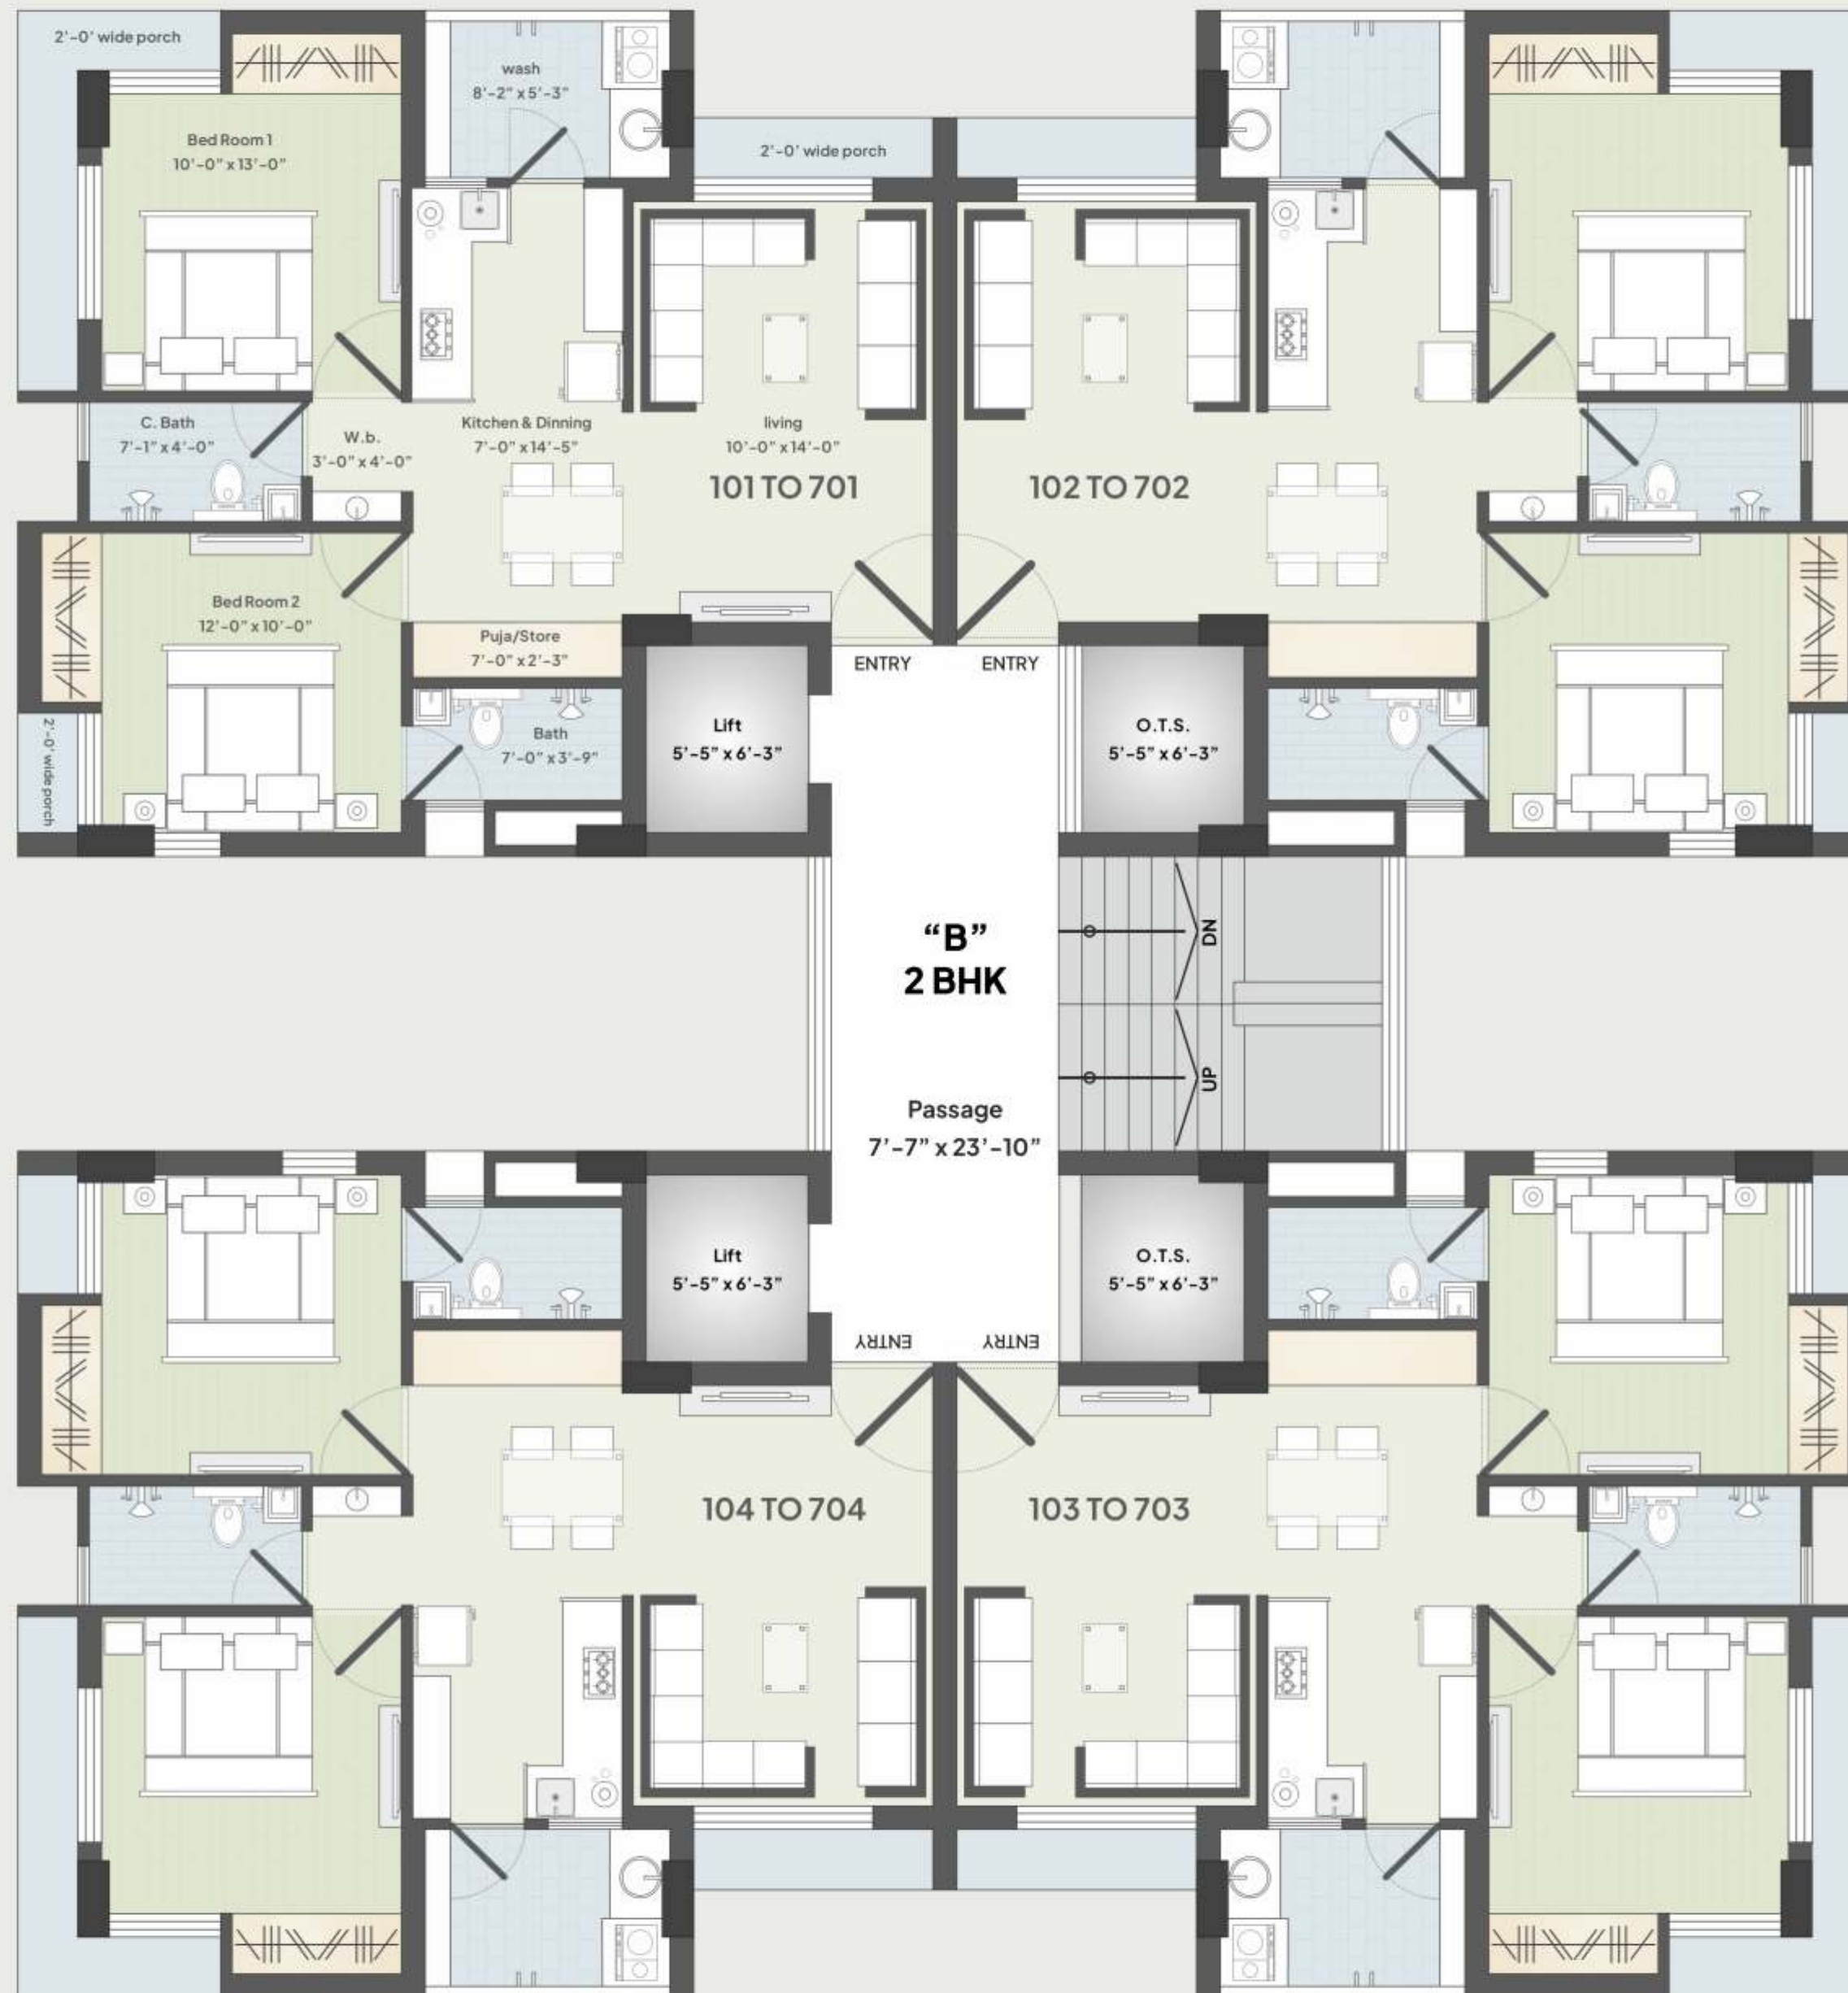 2'-0' wide porch
wash
8'-2" x 5'-3"
Bed Room 1
10'-0" x 13'-0"
2'-0' wide porch
C. Bath
7'-1" x 4'-0"
W.b.
3'-0" x 4'-0"
Kitchen & Dinning
7'-0" x 14'-5"
living
10'-0" x 14'-0"
101 TO 701
102 TO 702
Bed Room 2
12'-0" x 10'-0"
Puja/Store
7'-0" x 2'-3"
ENTRY
ENTRY
2'-0' wide porch
Bath
7'-0" x 3'-9"
Lift
5'-5" x 6'-3"
O.T.S.
5'-5" x 6'-3"
"B"
2 BHK
DN
UP
Passage
7'-7" x 23'-10"
Lift
5'-5" x 6'-3"
O.T.S.
5'-5" x 6'-3"
ENTRY
ENTRY
104 TO 704
103 TO 703